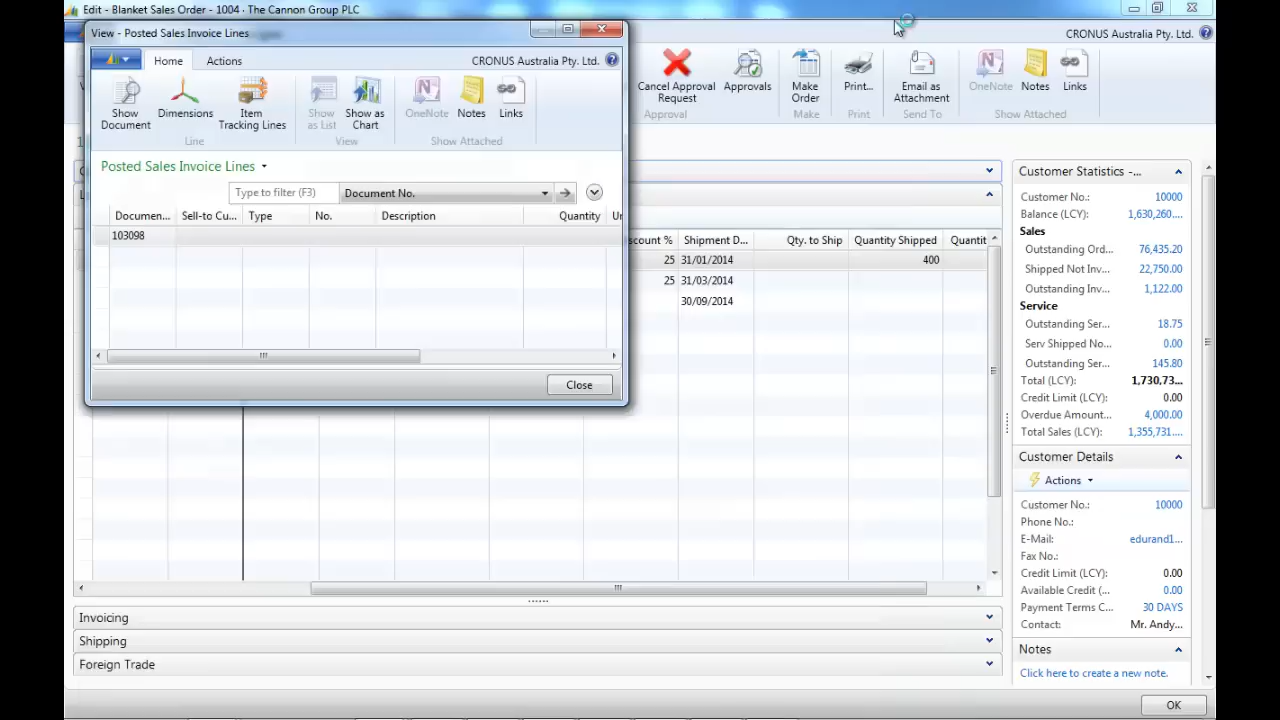 Edit - Blanket Sales Order - 1004 · The Cannon Group PLC
View - Posted Sales Invoice Lines
CRONUS Australia Pty. Ltd.
Home
Actions
CRONUS Australia Pty. Ltd.
Show Document
Dimensions
Item Tracking Lines
Show as List
Show as Chart
OneNote
Notes
Links
Line
View
Show Attached
Cancel Approval Request
Approvals
Make Order
Print...
Email as Attachment
OneNote
Notes
Links
Approval
Make
Print
Send To
Show Attached
Posted Sales Invoice Lines
Type to filter (F3)
Document No.
Documen...
Sell-to Cu...
Type
No.
Description
Quantity
103098
Close
Shipment D...
Qty. to Ship
Quantity Shipped
25
31/01/2014
400
25
31/03/2014
30/09/2014
Invoicing
Shipping
Foreign Trade
Customer Statistics -...
Customer No.: 10000
Balance (LCY): 1,630,260....
Sales
Outstanding Ord... 76,435.20
Shipped Not Inv... 22,750.00
Outstanding Inv... 1,122.00
Service
Outstanding Ser... 18.75
Serv Shipped No... 0.00
Outstanding Ser... 145.80
Total (LCY): 1,730,73...
Credit Limit (LCY): 0.00
Overdue Amount... 4,000.00
Total Sales (LCY): 1,355,731....
Customer Details
Actions
Customer No.: 10000
Phone No.:
E-Mail: edurand1...
Fax No.:
Credit Limit (LCY): 0.00
Available Credit (... 0.00
Payment Terms C... 30 DAYS
Contact: Mr. Andy...
Notes
Click here to create a new note.
OK